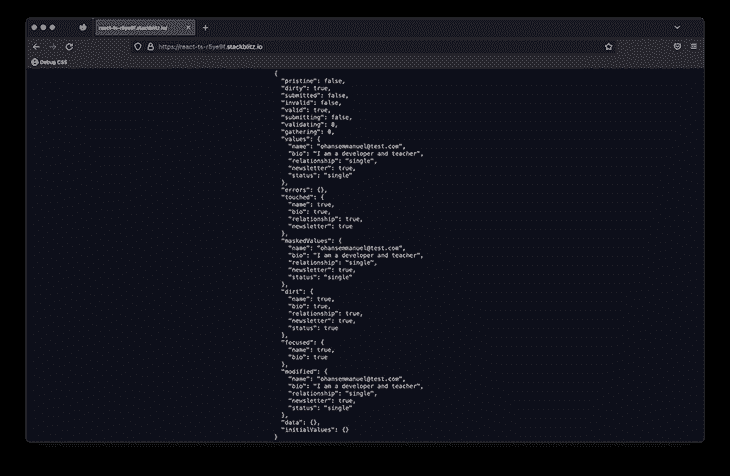 react-ts-r5ye9f.stackblitz.io/
https://react-ts-r5ye9f.stackblitz.io
Debug CSS
{
"pristine": false,
"dirty": true,
"submitted": false,
"invalid": false,
"valid": true,
"submitting": false,
"validating": 0,
"gathering": 0,
"values": {
"name": "ohansemmanuel@test.com",
"bio": "I am a developer and teacher",
"relationship": "single",
"newsletter": true,
"status": "single"
},
"errors": {},
"touched": {
"name": true,
"bio": true,
"relationship": true,
"newsletter": true
},
"maskedValues": {
"name": "ohansemmanuel@test.com",
"bio": "I am a developer and teacher",
"relationship": "single",
"newsletter": true,
"status": "single"
},
"dirt": {
"name": true,
"bio": true,
"relationship": true,
"newsletter": true,
"status": true
},
"focused": {
"name": true,
"bio": true
},
"modified": {
"name": "ohansemmanuel@test.com",
"bio": "I am a developer and teacher",
"relationship": "single",
"newsletter": true,
"status": "single"
},
"data": {},
"initialValues": {}
}